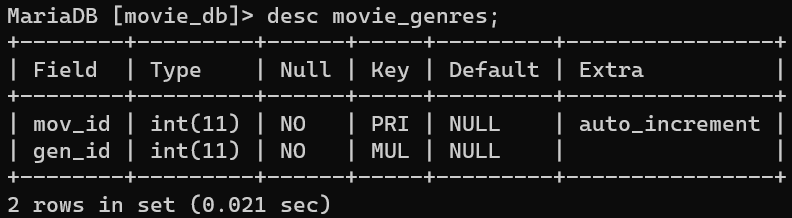 MariaDB [movie_db]> desc movie_genres;
+--------+---------+------+-----+---------+----------------+
| Field  | Type    | Null | Key | Default | Extra          |
+--------+---------+------+-----+---------+----------------+
| mov_id | int(11) | NO   | PRI | NULL    | auto_increment |
| gen_id | int(11) | NO   | MUL | NULL    |                |
+--------+---------+------+-----+---------+----------------+
2 rows in set (0.021 sec)